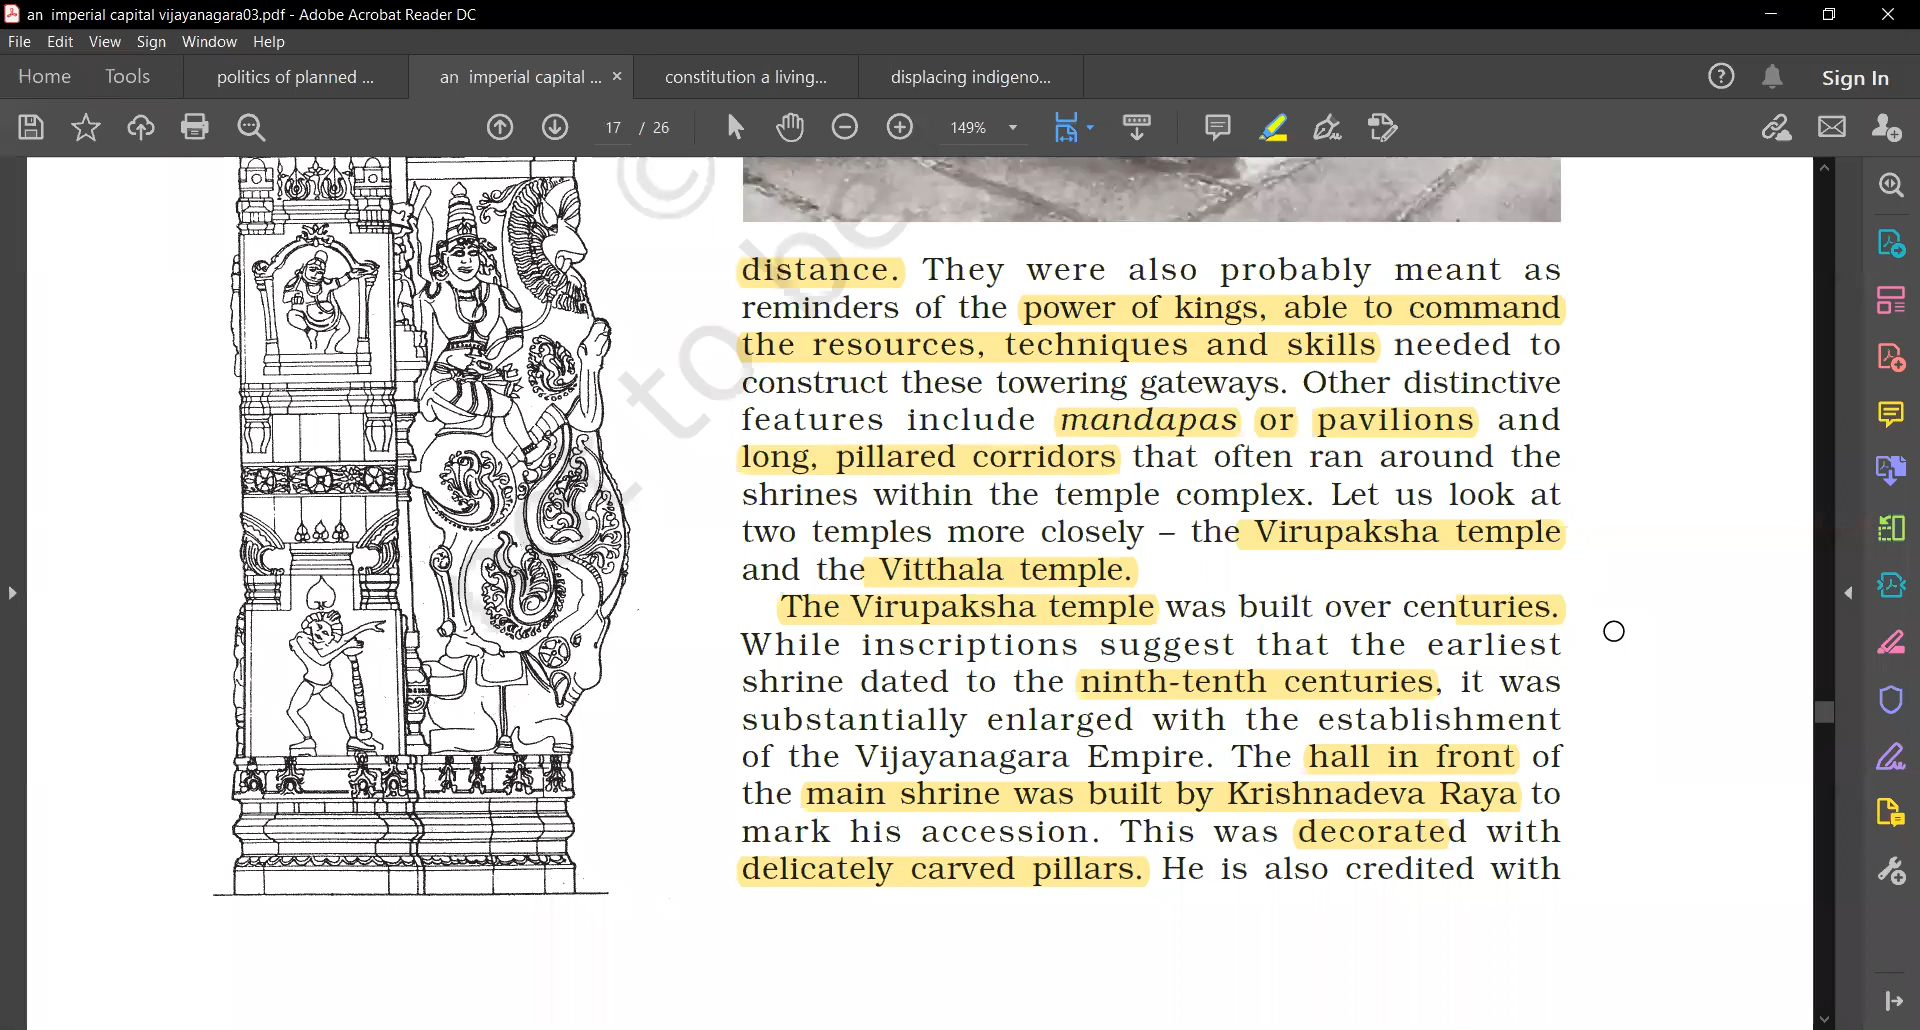 an imperial capital vijayanagara03.pdf - Adobe Acrobat Reader DC
File Edit View Sign Window Help
Home Tools politics of planned ... an imperial capital ... × constitution a living... displacing indigeno... Sign In
17 / 26 149%
© to be
distance. They were also probably meant as
reminders of the power of kings, able to command
the resources, techniques and skills needed to
construct these towering gateways. Other distinctive
features include mandapas or pavilions and
long, pillared corridors that often ran around the
shrines within the temple complex. Let us look at
two temples more closely – the Virupaksha temple
and the Vitthala temple.
The Virupaksha temple was built over centuries.
While inscriptions suggest that the earliest
shrine dated to the ninth-tenth centuries, it was
substantially enlarged with the establishment
of the Vijayanagara Empire. The hall in front of
the main shrine was built by Krishnadeva Raya to
mark his accession. This was decorated with
delicately carved pillars. He is also credited with